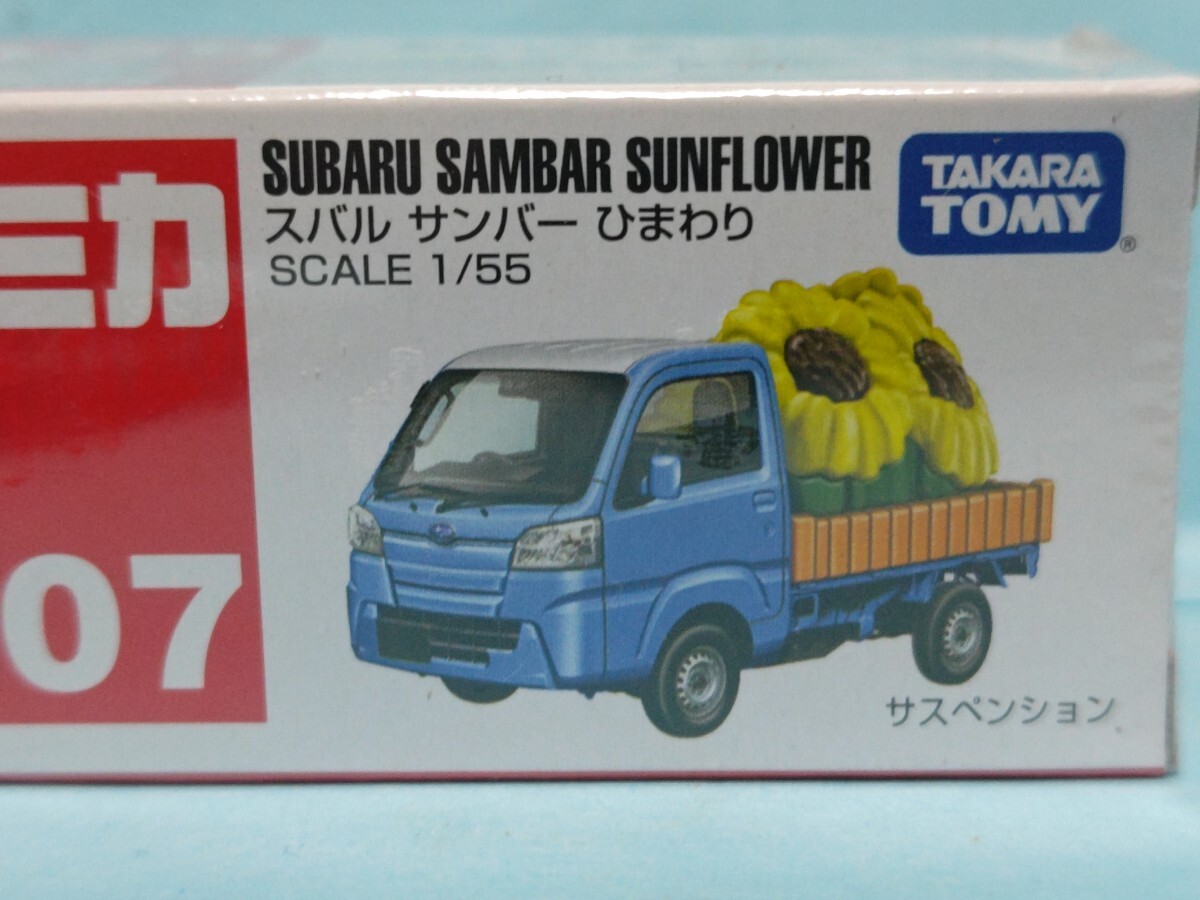 ミカ
07
SUBARU SAMBAR SUNFLOWER
スバル サンバー ひまわり
SCALE 1/55
TAKARA
TOMY
®
サスペンション